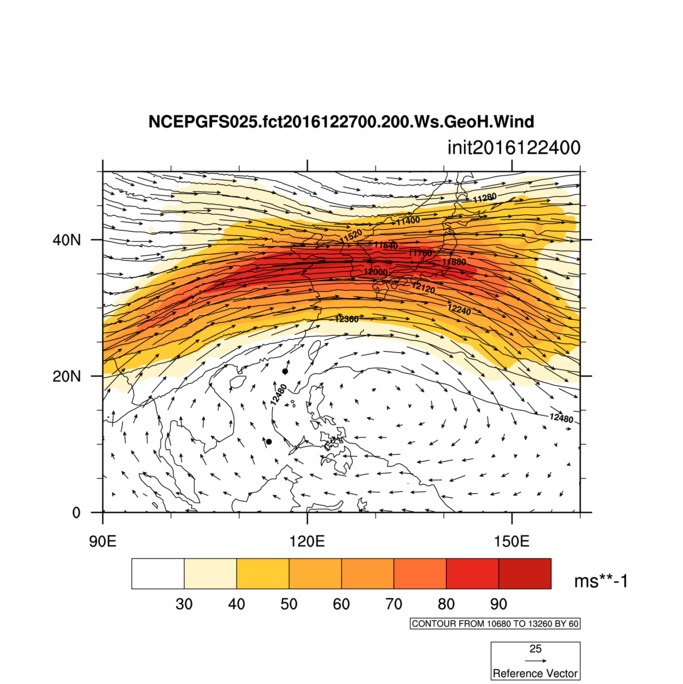 NCEPGFS025.fct2016122700.200.Ws.GeoH.Wind
init2016122400
11280
11400
11520
11640
11760
11880
12000
12120
12240
12360
12480
12480
40N
20N
0
90E 120E 150E
ms**-1
30 40 50 60 70 80 90
CONTOUR FROM 10680 TO 13260 BY 60
25
Reference Vector